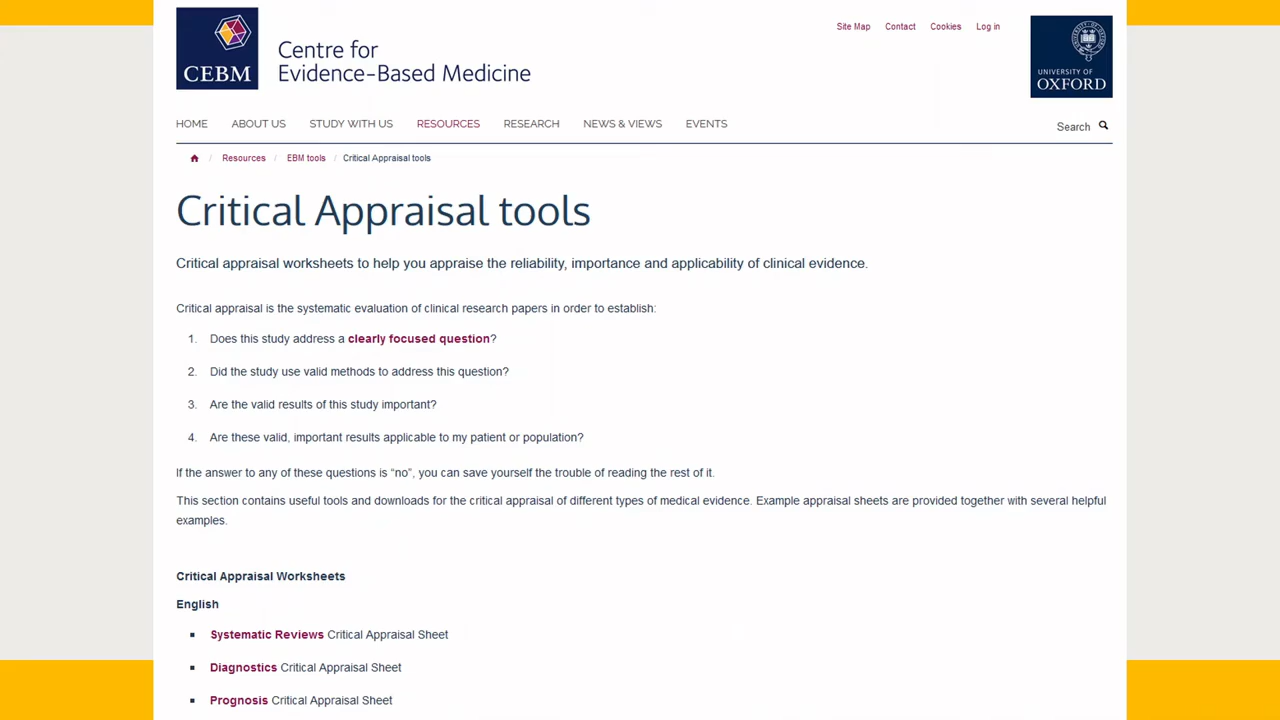 CEBM
Centre for
Evidence-Based Medicine
Site Map Contact Cookies Log in
UNIVERSITY OF
OXFORD
HOME ABOUT US STUDY WITH US RESOURCES RESEARCH NEWS & VIEWS EVENTS
Search
/ Resources / EBM tools / Critical Appraisal tools
Critical Appraisal tools
Critical appraisal worksheets to help you appraise the reliability, importance and applicability of clinical evidence.
Critical appraisal is the systematic evaluation of clinical research papers in order to establish:
1. Does this study address a clearly focused question?
2. Did the study use valid methods to address this question?
3. Are the valid results of this study important?
4. Are these valid, important results applicable to my patient or population?
If the answer to any of these questions is “no”, you can save yourself the trouble of reading the rest of it.
This section contains useful tools and downloads for the critical appraisal of different types of medical evidence. Example appraisal sheets are provided together with several helpful
examples.
Critical Appraisal Worksheets
English
▪ Systematic Reviews Critical Appraisal Sheet
▪ Diagnostics Critical Appraisal Sheet
▪ Prognosis Critical Appraisal Sheet